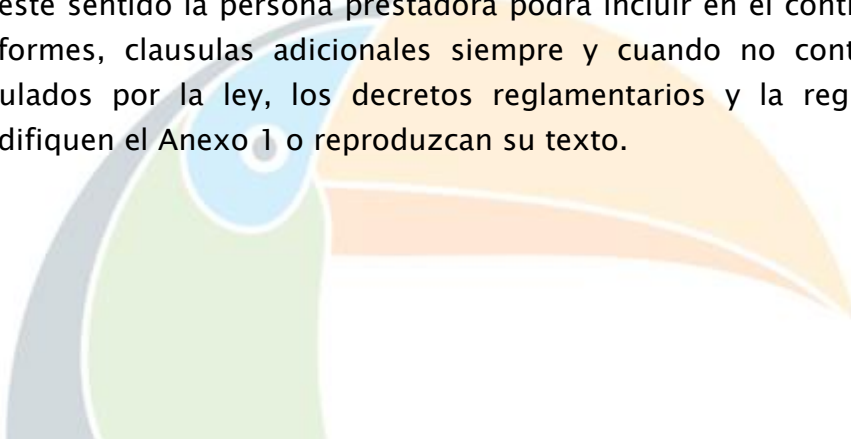 este sentido la persona prestadora podrá incluir en el cont
formes, clausulas adicionales siempre y cuando no cont
ulados por la ley, los decretos reglamentarios y la reg
difiquen el Anexo 1 o reproduzcan su texto.